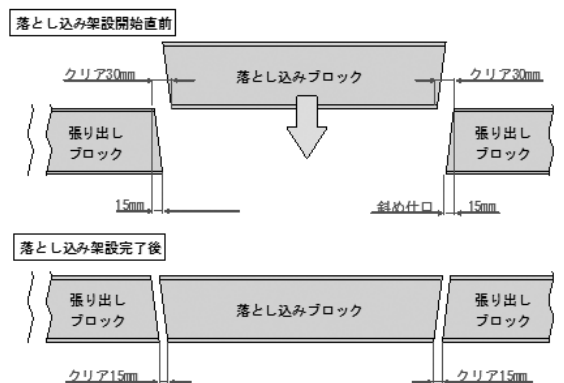 落とし込み架設開始直前
クリア30mm
落とし込みブロック
クリア30mm
張り出し
ブロック
張り出し
ブロック
15mm
斜め仕口
15mm
落とし込み架設完了後
張り出し
ブロック
落とし込みブロック
張り出し
ブロック
クリア15mm
クリア15mm